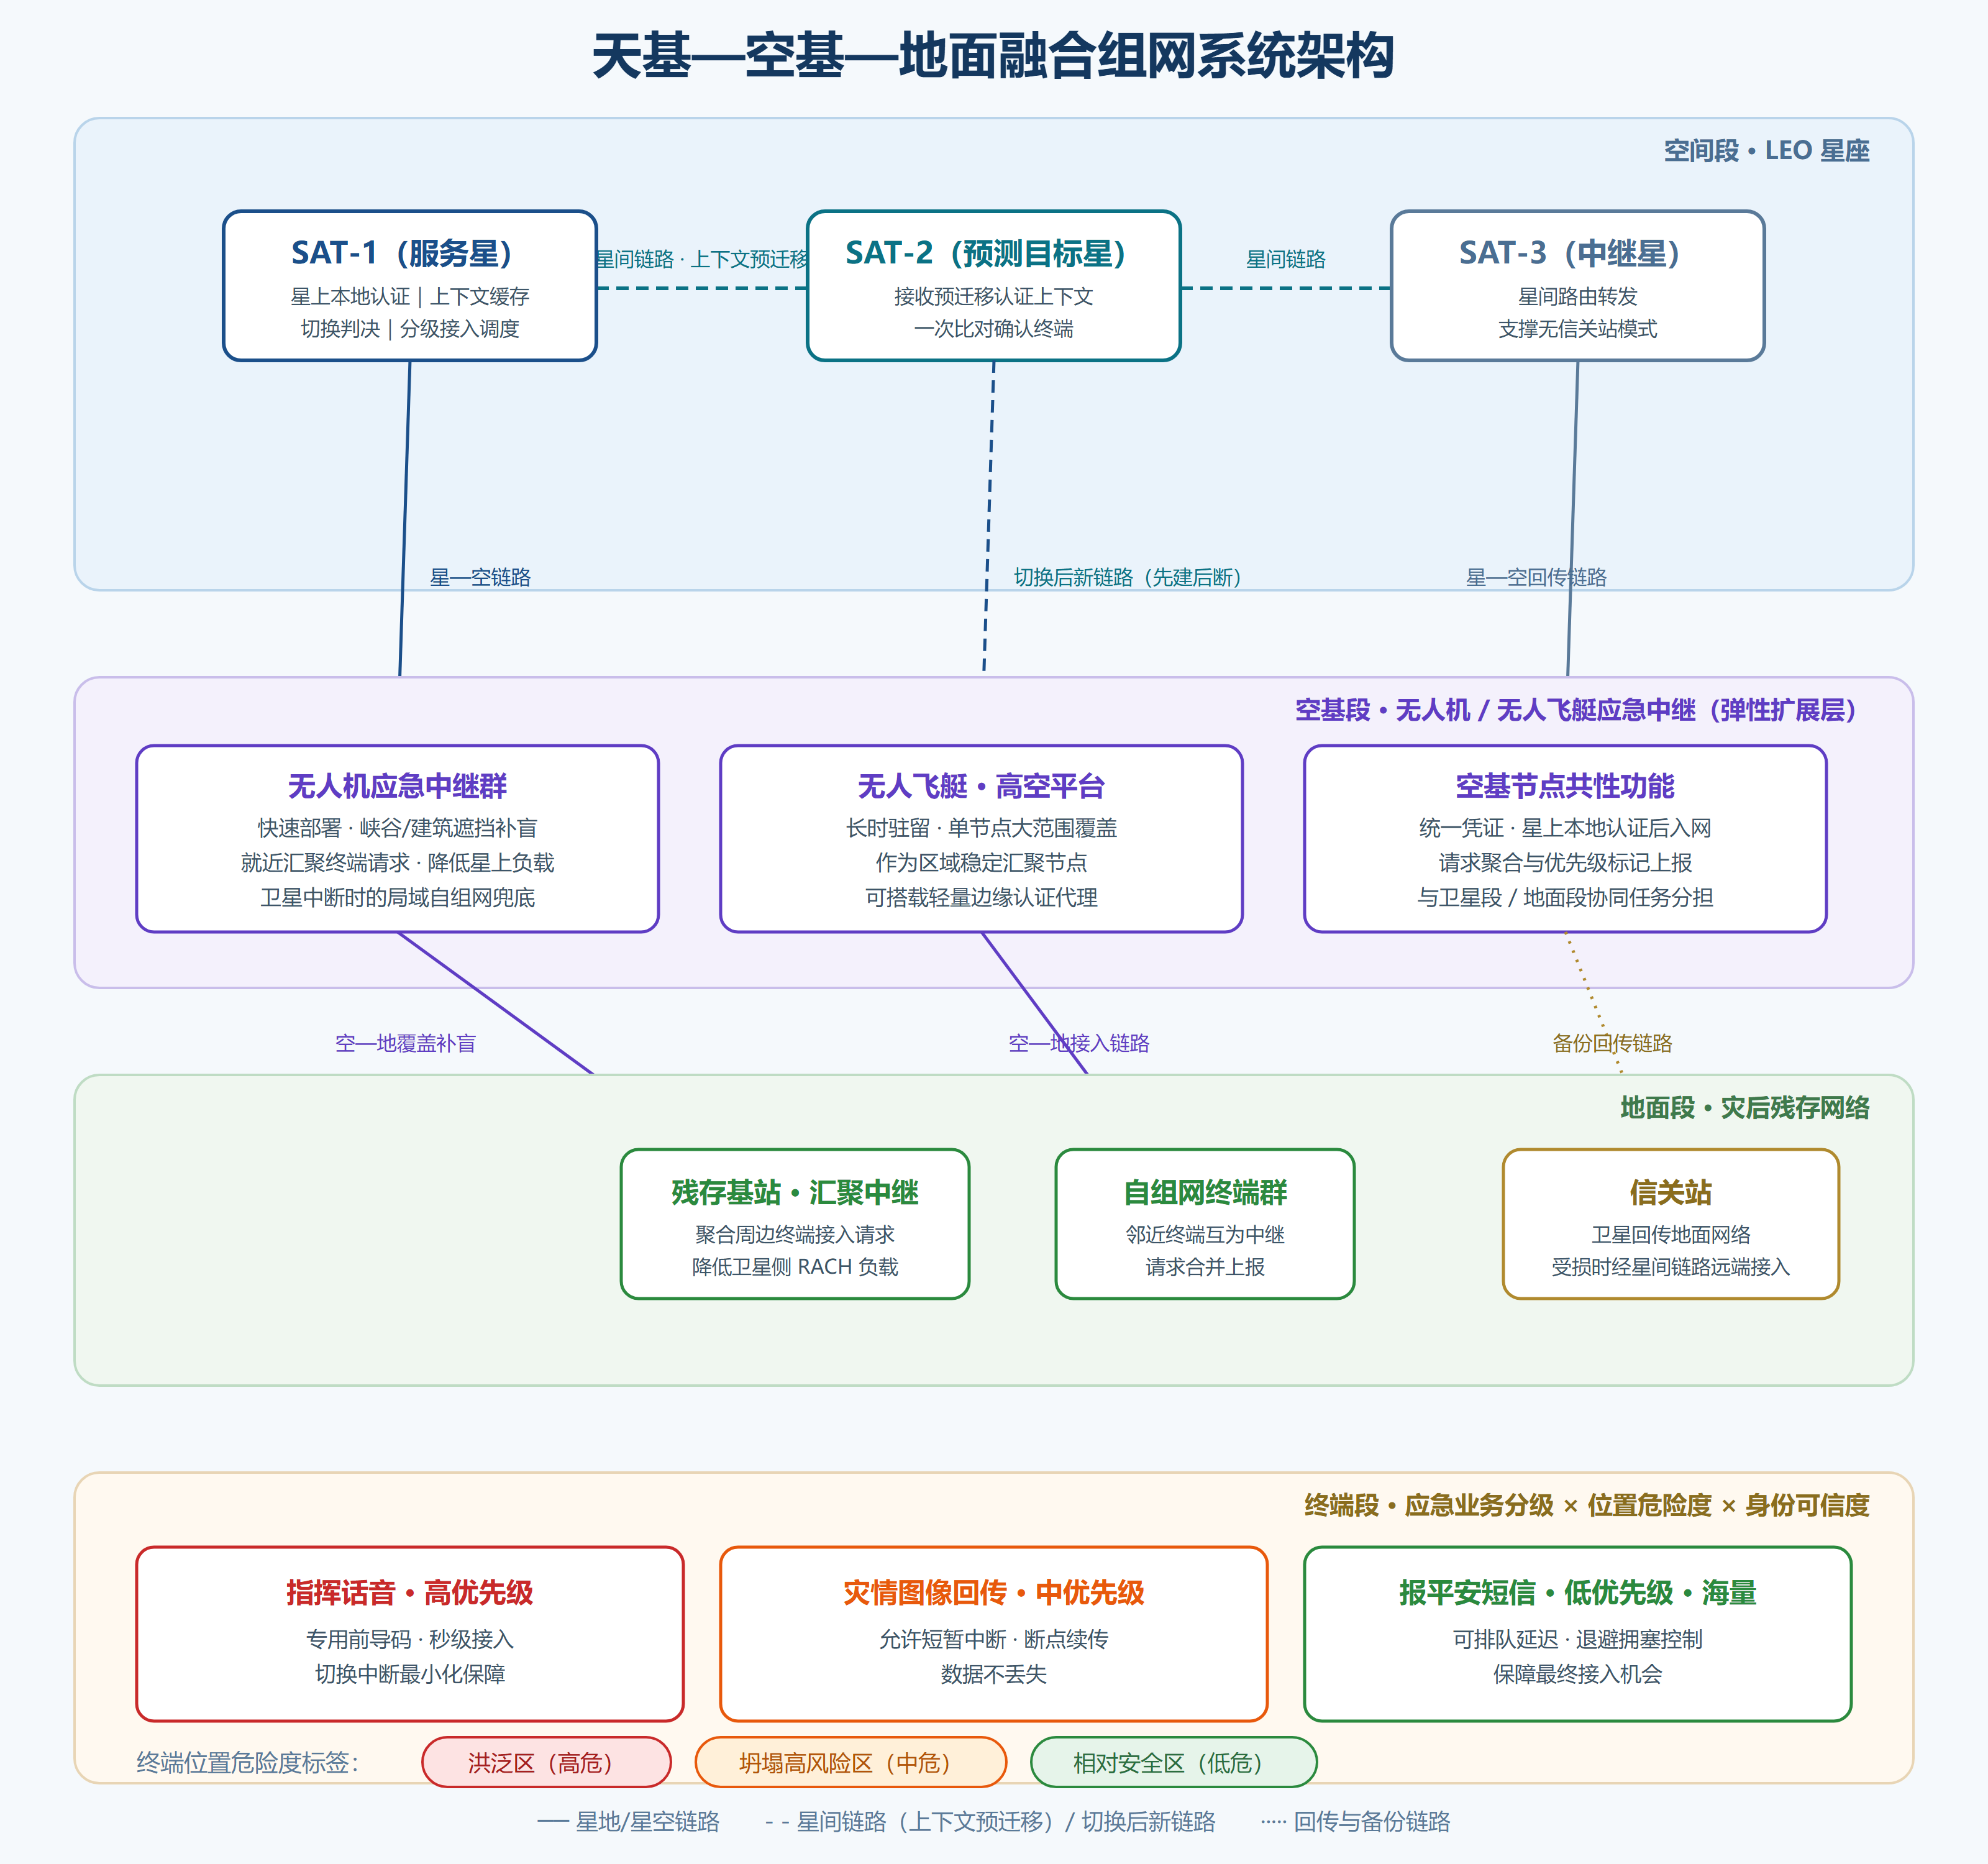 天基—空基—地面融合组网系统架构
空间段 • LEO 星座
SAT-1（服务星）
星上本地认证｜上下文缓存
切换判决｜分级接入调度
星间链路 · 上下文预迁移
SAT-2（预测目标星）
接收预迁移认证上下文
一次比对确认终端
星间链路
SAT-3（中继星）
星间路由转发
支撑无信关站模式
星—空链路
切换后新链路（先建后断）
星—空回传链路
空基段 • 无人机 / 无人飞艇应急中继（弹性扩展层）
无人机应急中继群
快速部署 · 峡谷/建筑遮挡补盲
就近汇聚终端请求 · 降低星上负载
卫星中断时的局域自组网兜底
无人飞艇 • 高空平台
长时驻留 · 单节点大范围覆盖
作为区域稳定汇聚节点
可搭载轻量边缘认证代理
空基节点共性功能
统一凭证 · 星上本地认证后入网
请求聚合与优先级标记上报
与卫星段 / 地面段协同任务分担
空—地覆盖补盲
空—地接入链路
备份回传链路
地面段 • 灾后残存网络
残存基站 • 汇聚中继
聚合周边终端接入请求
降低卫星侧 RACH 负载
自组网终端群
邻近终端互为中继
请求合并上报
信关站
卫星回传地面网络
受损时经星间链路远端接入
终端段 • 应急业务分级 × 位置危险度 × 身份可信度
指挥话音 • 高优先级
专用前导码 · 秒级接入
切换中断最小化保障
灾情图像回传 • 中优先级
允许短暂中断 · 断点续传
数据不丢失
报平安短信 • 低优先级 • 海量
可排队延迟 · 退避拥塞控制
保障最终接入机会
终端位置危险度标签：
洪泛区（高危）
坍塌高风险区（中危）
相对安全区（低危）
── 星地/星空链路 - - 星间链路（上下文预迁移）/ 切换后新链路 ····· 回传与备份链路